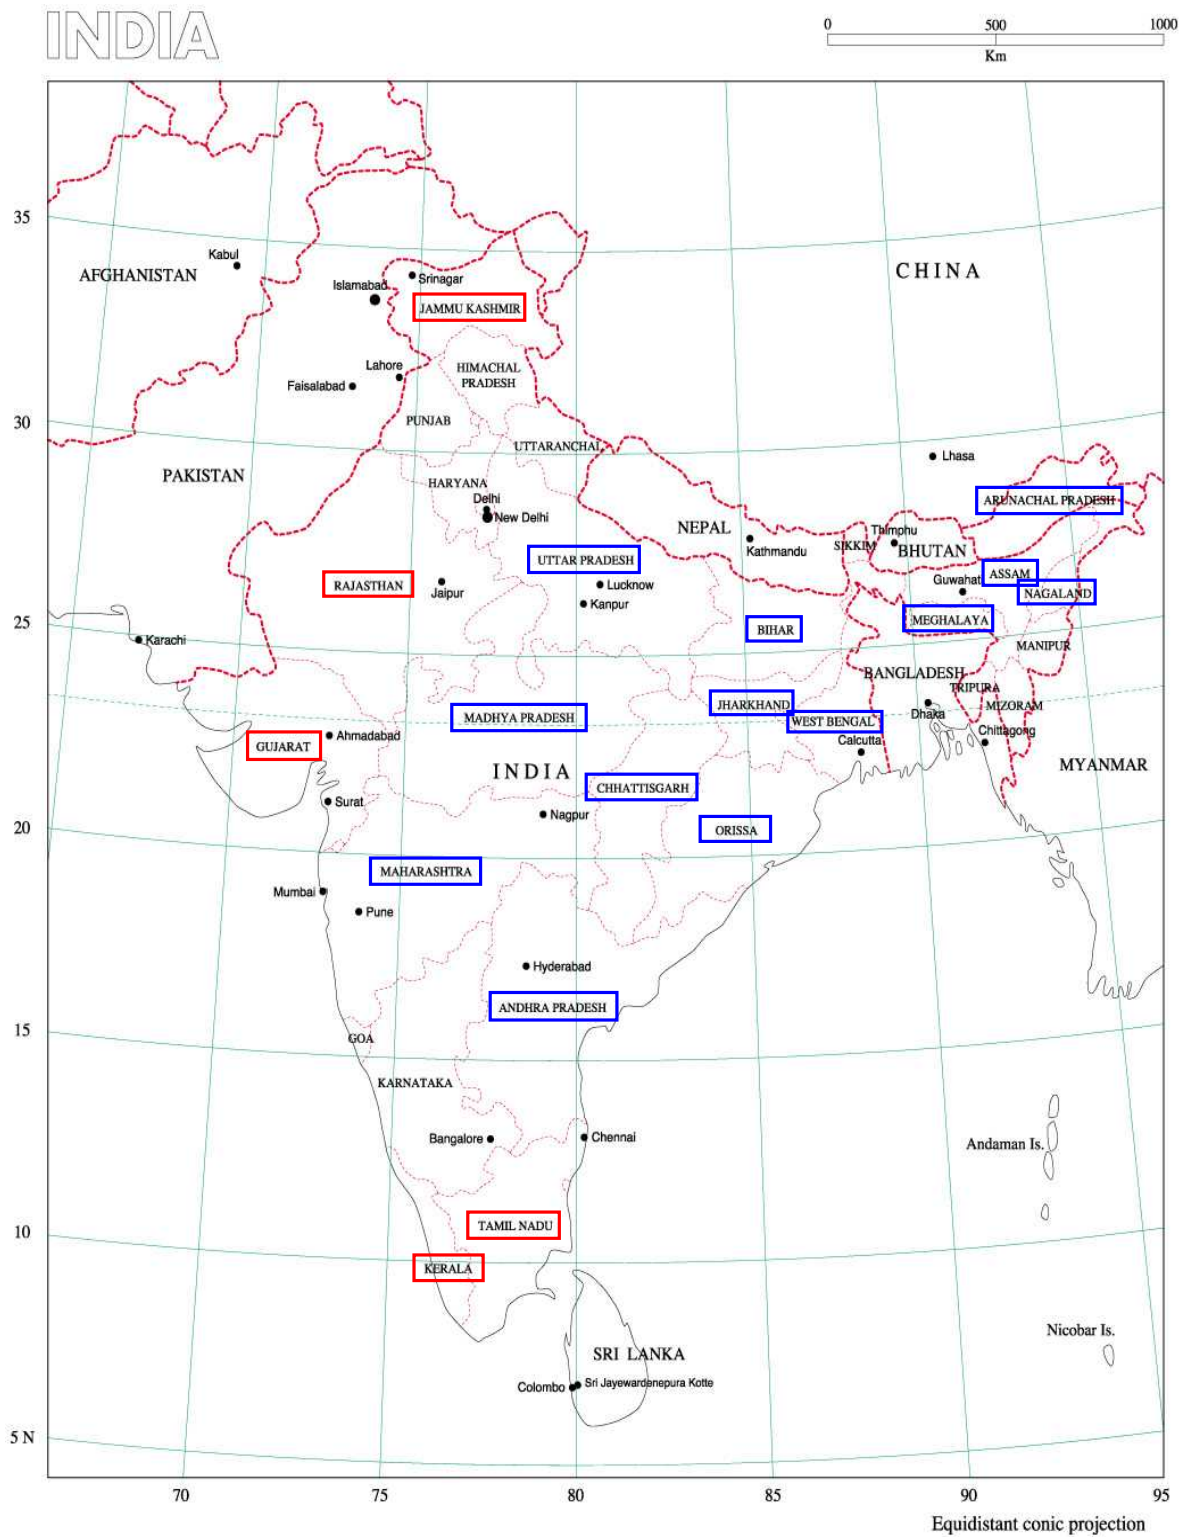 INDIA
0 500 1000
Km
35
Kabul
AFGHANISTAN
CHINA
Srinagar
Islamabad
JAMMU KASHMIR
Lahore
HIMACHAL
PRADESH
Faisalabad
30
PUNJAB
UTTARANCHAL
Lhasa
PAKISTAN
HARYANA
Delhi
New Delhi
ARUNACHAL PRADESH
NEPAL
Thimphu
Kathmandu
SIKKIM
BHUTAN
UTTAR PRADESH
ASSAM
Guwahat
RAJASTHAN
Jaipur
Lucknow
NAGALAND
Kanpur
25
MEGHALAYA
BIHAR
Karachi
MANIPUR
BANGLADESH
TRIPURA
JHARKHAND
MIZORAM
MADHYA PRADESH
WEST BENGAL
Dhaka
Ahmadabad
Calcutta
Chittagong
GUJARAT
INDIA
MYANMAR
CHHATTISGARH
Surat
Nagpur
20
ORISSA
MAHARASHTRA
Mumbai
Pune
Hyderabad
ANDHRA PRADESH
15
GOA
KARNATAKA
Bangalore
Chennai
Andaman Is.
10
TAMIL NADU
KERALA
Nicobar Is.
SRI LANKA
Colombo
Sri Jayewardenepura Kotte
5 N
70 75 80 85 90 95
Equidistant conic projection